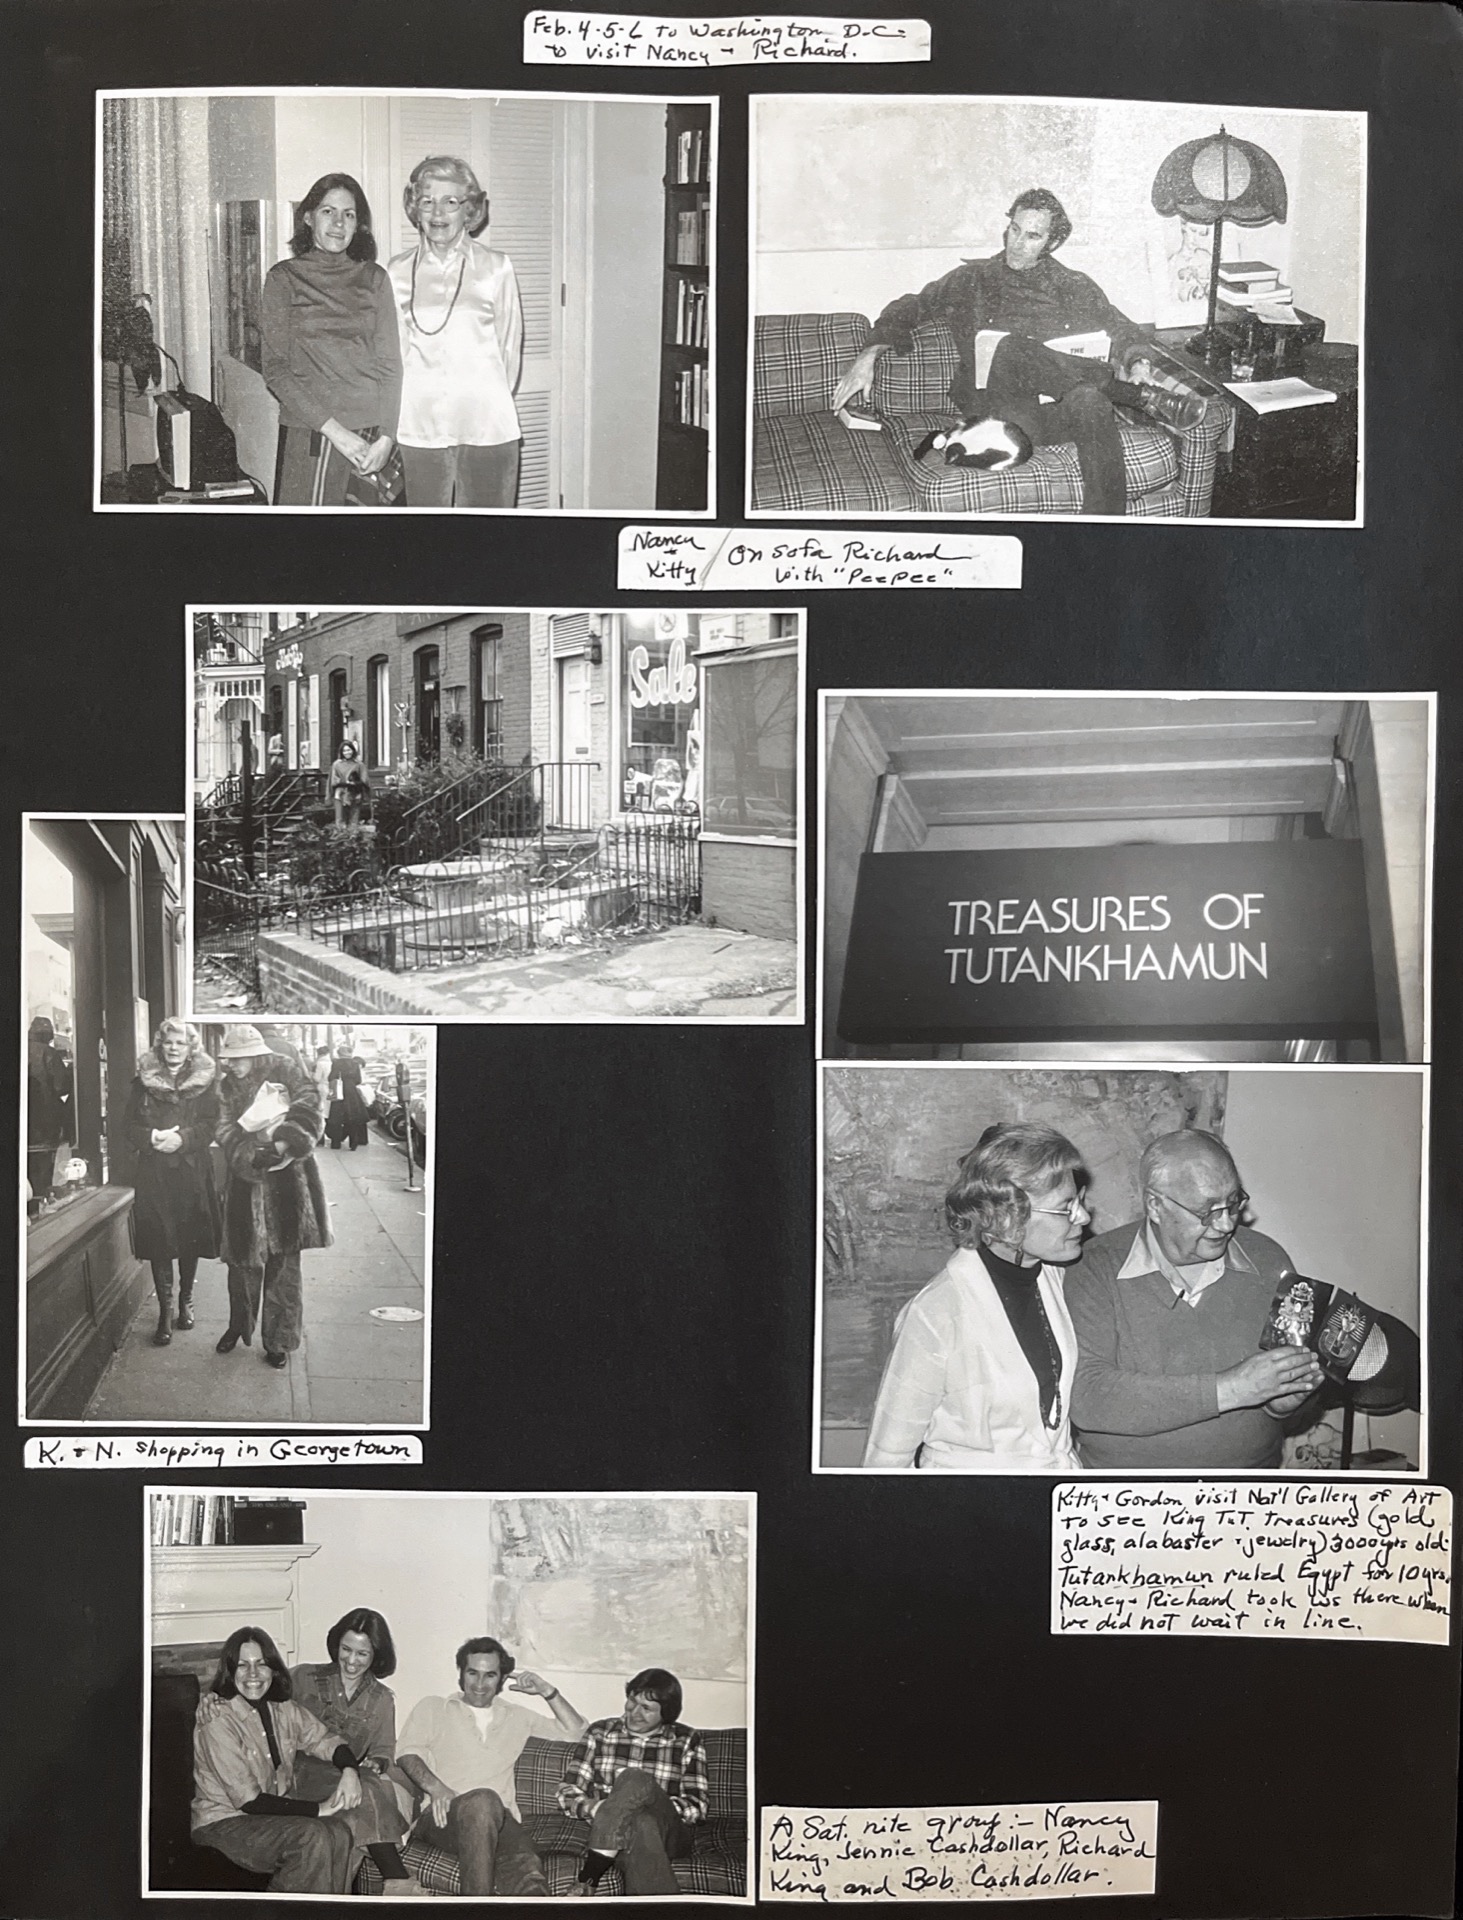 Feb. 4-5-6 to Washington D.C.
to visit Nancy + Richard.
THE
Nancy
+
Kitty
On Sofa Richard
with "PeePee"
Sale
TREASURES OF
TUTANKHAMUN
K. + N. Shopping in Georgetown
Kitty + Gordon visit Nat'l Gallery of Art
to see King Tut treasures (gold,
glass, alabaster + jewelry) 3000 yrs old.
Tutankhamun ruled Egypt for 10 yrs.
Nancy + Richard took us there when
we did not wait in line.
A Sat. nite group:- Nancy
King, Jennie Cashdollar, Richard
King and Bob Cashdollar.